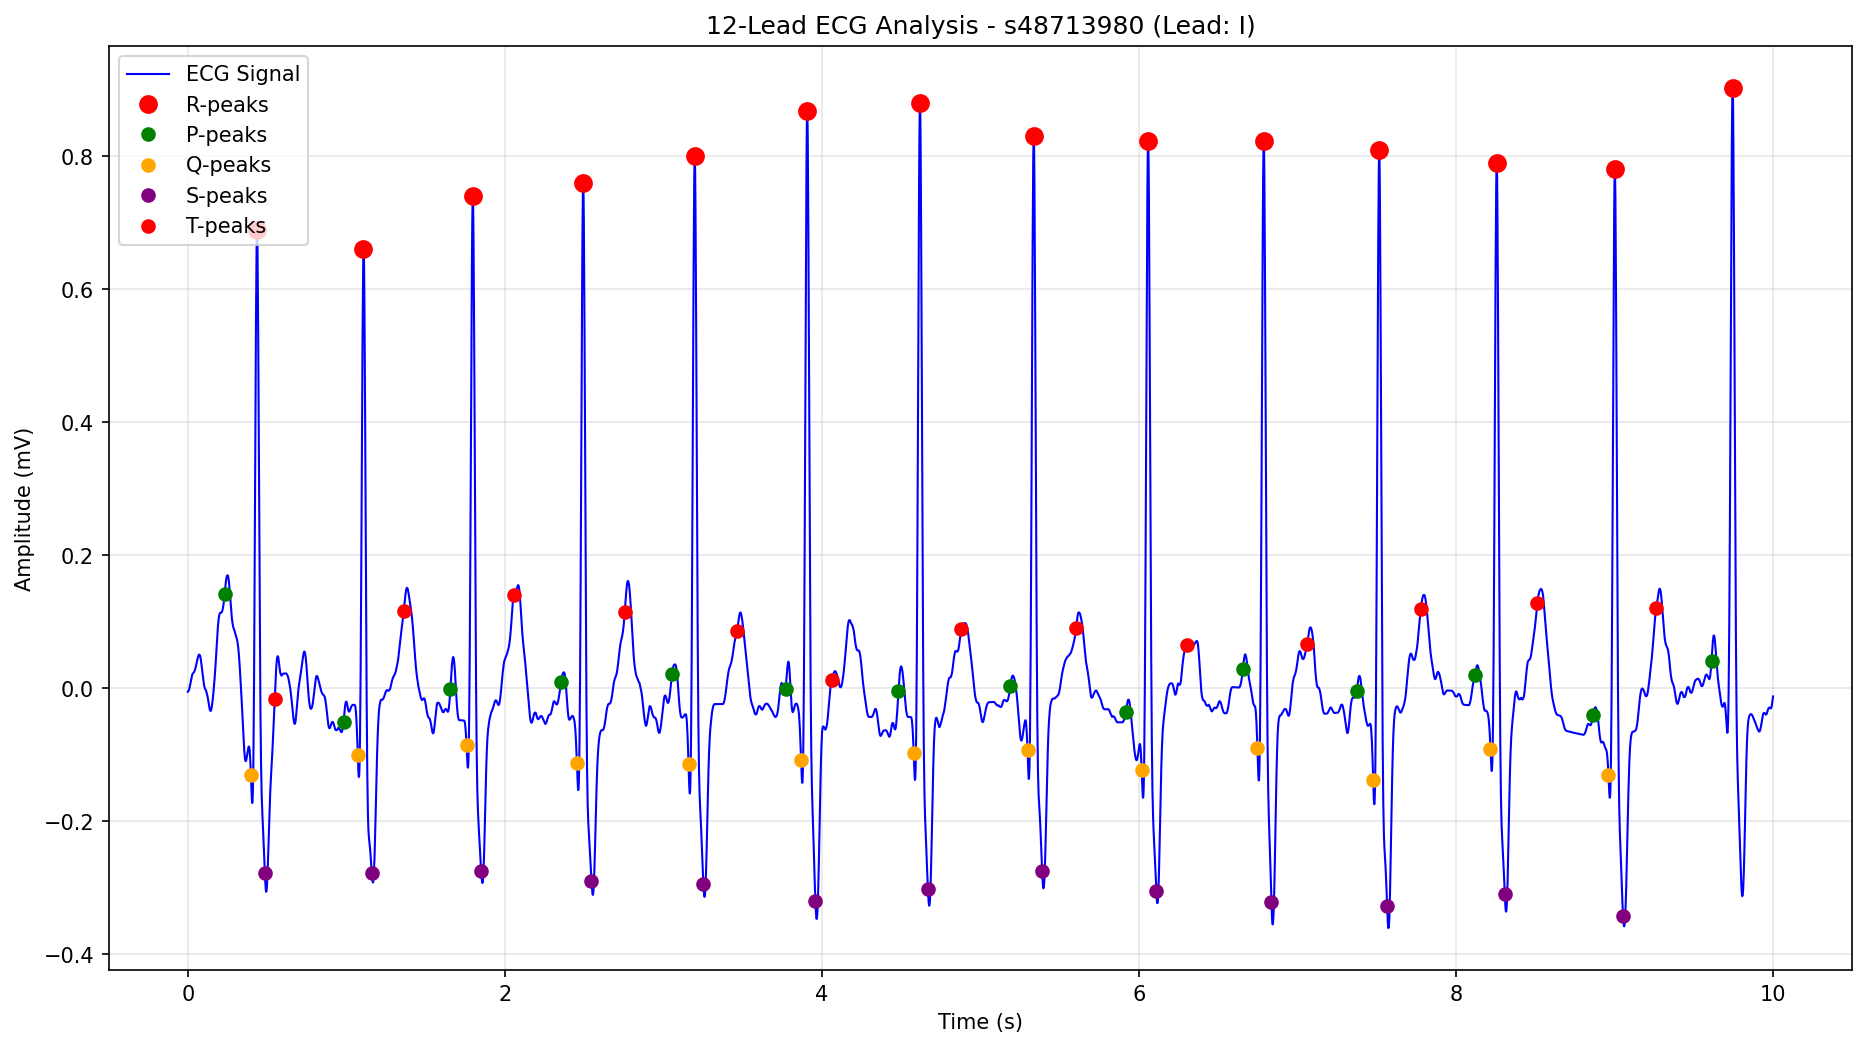 12-Lead ECG Analysis - s48713980 (Lead: I)
ECG Signal
R-peaks
P-peaks
Q-peaks
S-peaks
T-peaks
Amplitude (mV)
0.8
0.6
0.4
0.2
0.0
−0.2
−0.4
0 2 4 6 8 10
Time (s)